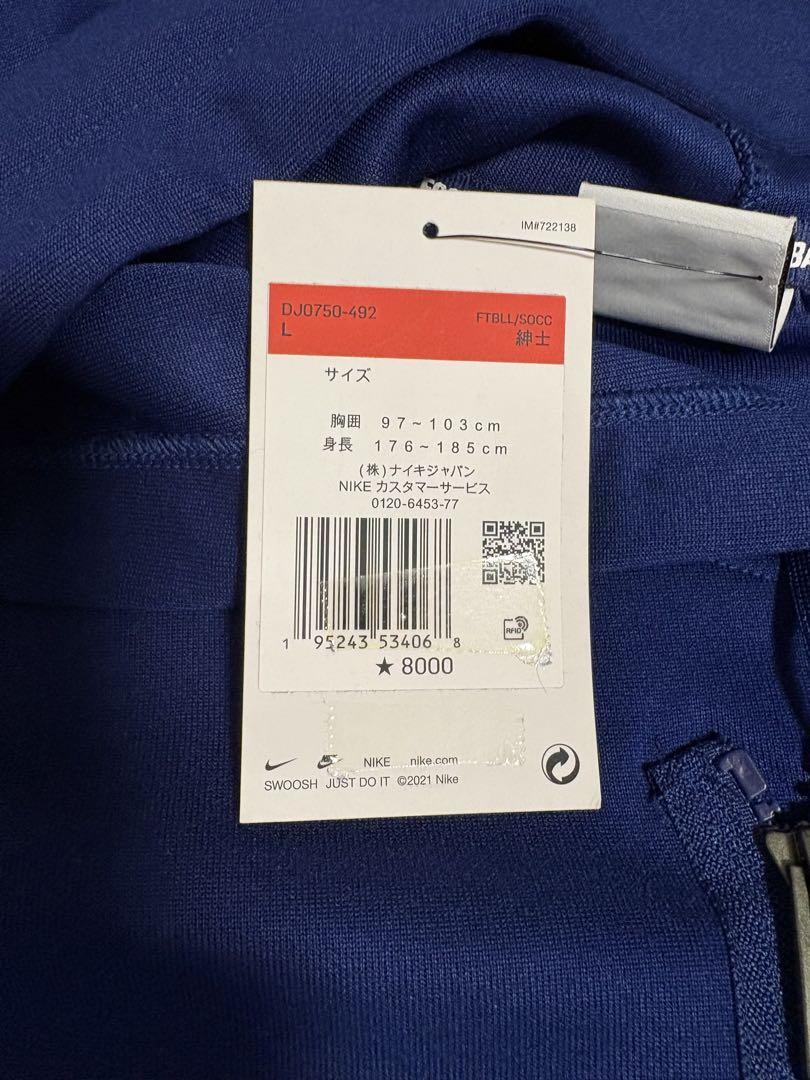 IM#722138
DJ0750-492
FTBLL/SOCC
L
紳士
サイズ
胸囲 97~103cm
身長 176~185cm
(株)ナイキジャパン
NIKE カスタマーサービス
0120-6453-77
RFID
1 95243 53406 8
★ 8000
NIKE nike.com
SWOOSH JUST DO IT ©2021 Nike